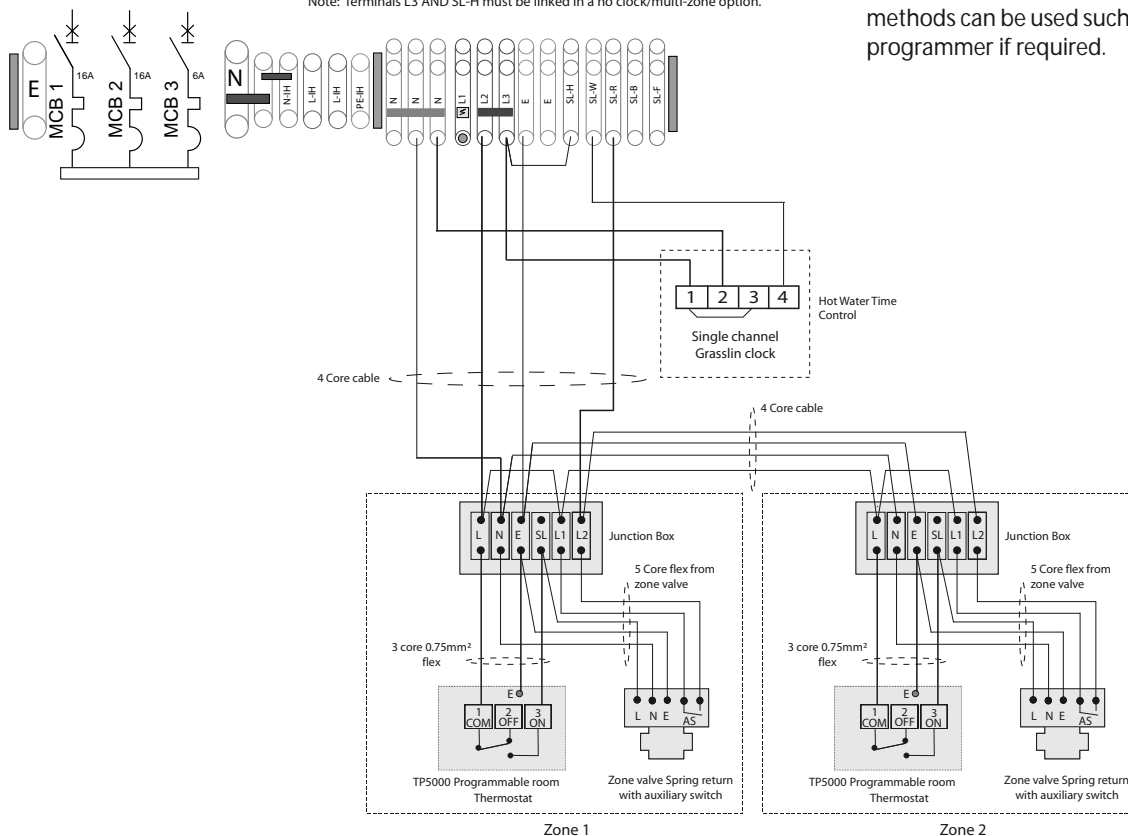 Note: Terminals L3 AND SL-H must be linked in a no clock/multi-zone option.
methods can be used such
programmer if required.
E
MCB 1
16A
MCB 2
16A
MCB 3
6A
N
N-IH
L-IH
L-IH
PE-IH
N
N
N
L1
L2
L3
E
E
SL-H
SL-W
SL-R
SL-B
SL-F
1 2 3 4
Hot Water Time
Control
Single channel
Grasslin clock
4 Core cable
4 Core cable
L N E SL L1 L2
Junction Box
5 Core flex from
zone valve
3 core 0.75mm²
flex
E
1 2 3
COM OFF ON
L N E AS
TP5000 Programmable room
Thermostat
Zone valve Spring return
with auxiliary switch
Zone 1
L N E SL L1 L2
Junction Box
5 Core flex from
zone valve
3 core 0.75mm²
flex
E
1 2 3
COM OFF ON
L N E AS
TP5000 Programmable room
Thermostat
Zone valve Spring return
with auxiliary switch
Zone 2